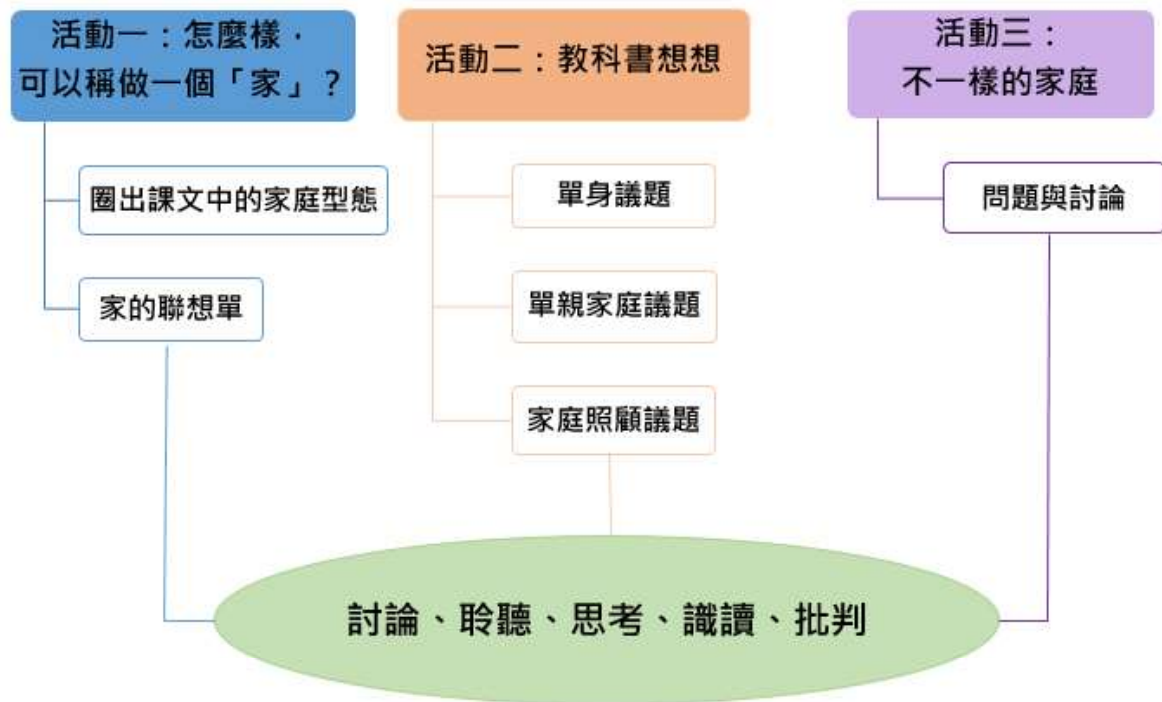 活動一：怎麼�，
可以稱做一個「家」？
圈出課文中的家庭型態
家的聯想單
活動二：教科書想想
單身議題
單親家庭議題
家庭照顧議題
活動三：
不一樣的家庭
問題與討論
討論、聆聽、思考、識讀、批判